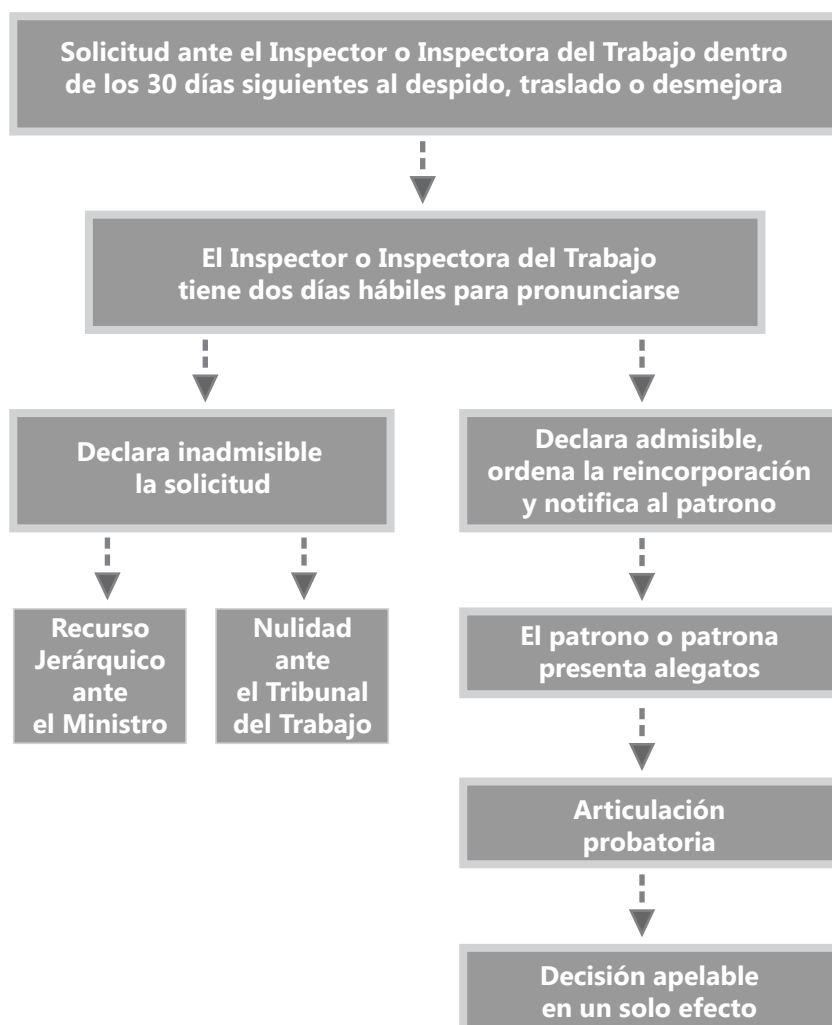 Solicitud ante el Inspector o Inspectora del Trabajo dentro
de los 30 días siguientes al despido, traslado o desmejora
El Inspector o Inspectora del Trabajo
tiene dos días hábiles para pronunciarse
Declara inadmisible
la solicitud
Declara admisible,
ordena la reincorporación
y notifica al patrono
Recurso
Jerárquico
ante
el Ministro
Nulidad
ante
el Tribunal
del Trabajo
El patrono o patrona
presenta alegatos
Articulación
probatoria
Decisión apelable
en un solo efecto